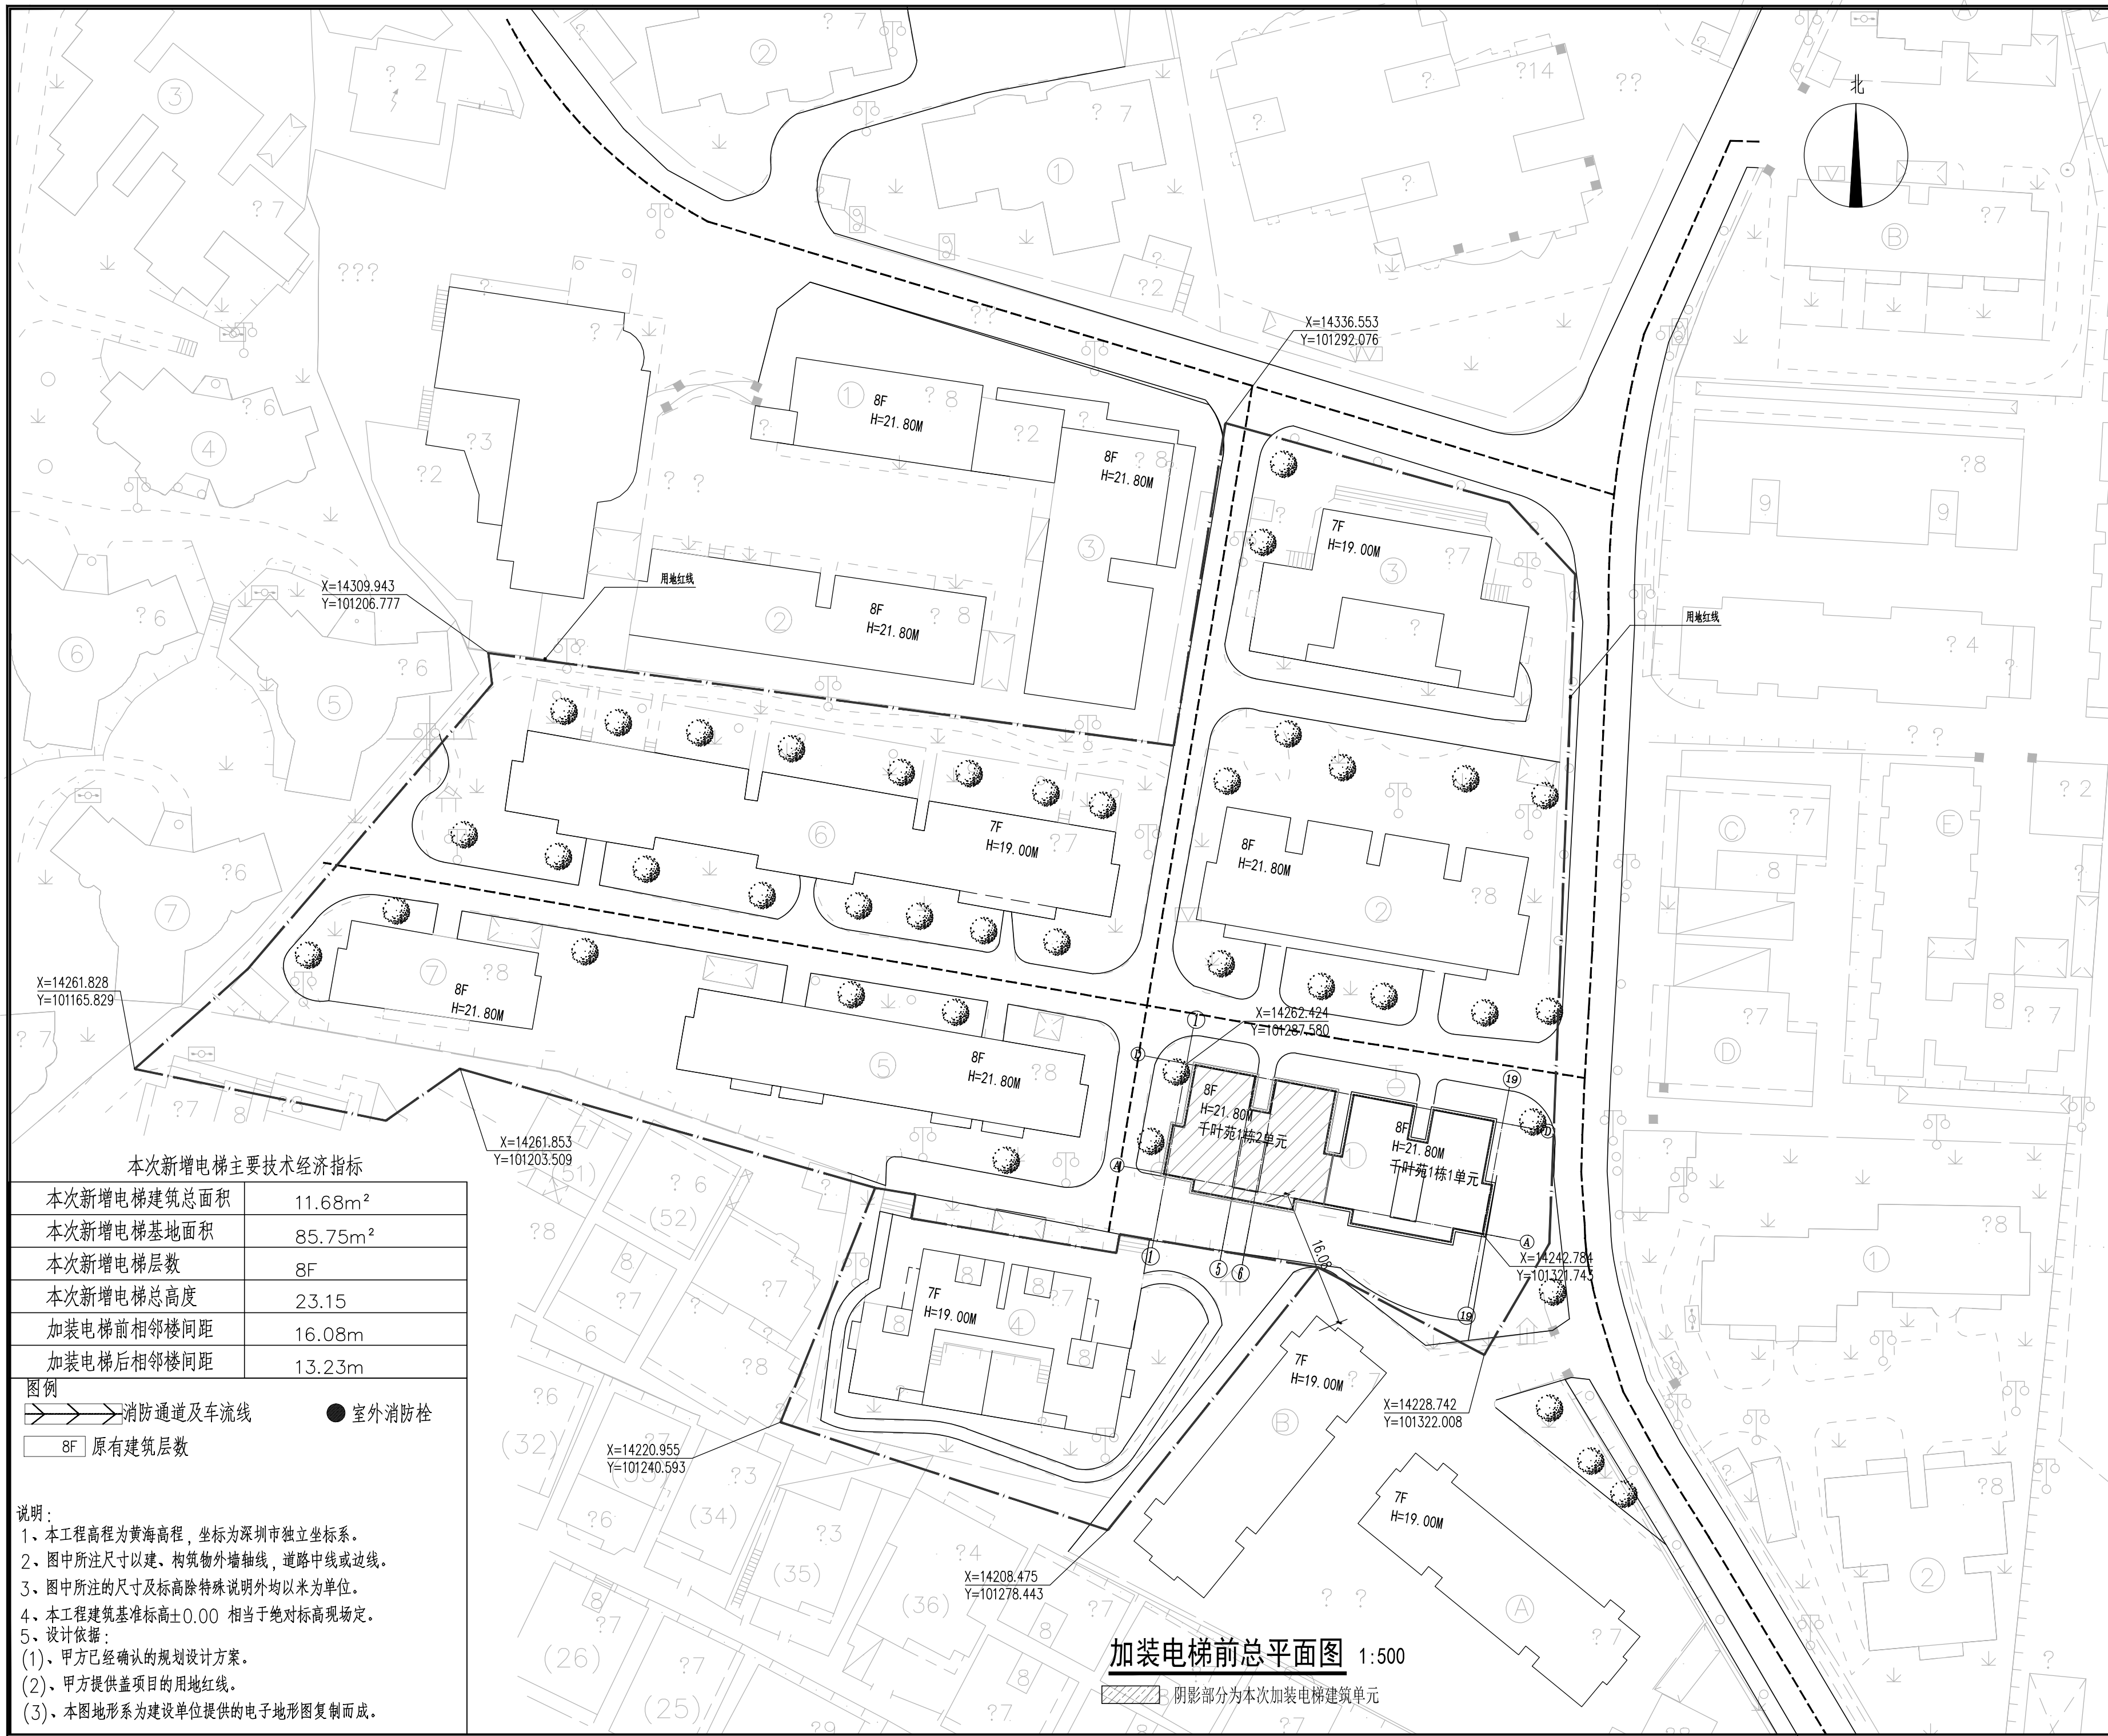 北
X=14336.553
Y=101292.076
8F
H=21.80M
8F
H=21.80M
7F
H=19.00M
X=14309.943
Y=101206.777
用地红线
8F
H=21.80M
用地红线
7F
H=19.00M
8F
H=21.80M
X=14261.828
Y=101165.829
8F
H=21.80M
X=14262.424
Y=101287.580
8F
H=21.80M
8F
H=21.80M
千叶苑1栋2单元
8F
H=21.80M
千叶苑1栋1单元
X=14261.853
Y=101203.509
X=14242.784
Y=101321.743
16.08
7F
H=19.00M
7F
H=19.00M
X=14228.742
Y=101322.008
X=14220.955
Y=101240.593
7F
H=19.00M
X=14208.475
Y=101278.443
本次新增电梯主要技术经济指标
本次新增电梯建筑总面积 11.68m²
本次新增电梯基地面积 85.75m²
本次新增电梯层数 8F
本次新增电梯总高度 23.15
加装电梯前相邻楼间距 16.08m
加装电梯后相邻楼间距 13.23m
图例
消防通道及车流线 室外消防栓
8F 原有建筑层数
说明:
1、本工程高程为黄海高程,坐标为深圳市独立坐标系。
2、图中所注尺寸以建、构筑物外墙轴线,道路中线或边线。
3、图中所注的尺寸及标高除特殊说明外均以米为单位。
4、本工程建筑基准标高±0.00 相当于绝对标高现场定。
5、设计依据:
(1)、甲方已经确认的规划设计方案。
(2)、甲方提供盖项目的用地红线。
(3)、本图地形系为建设单位提供的电子地形图复制而成。
加装电梯前总平面图 1:500
阴影部分为本次加装电梯建筑单元